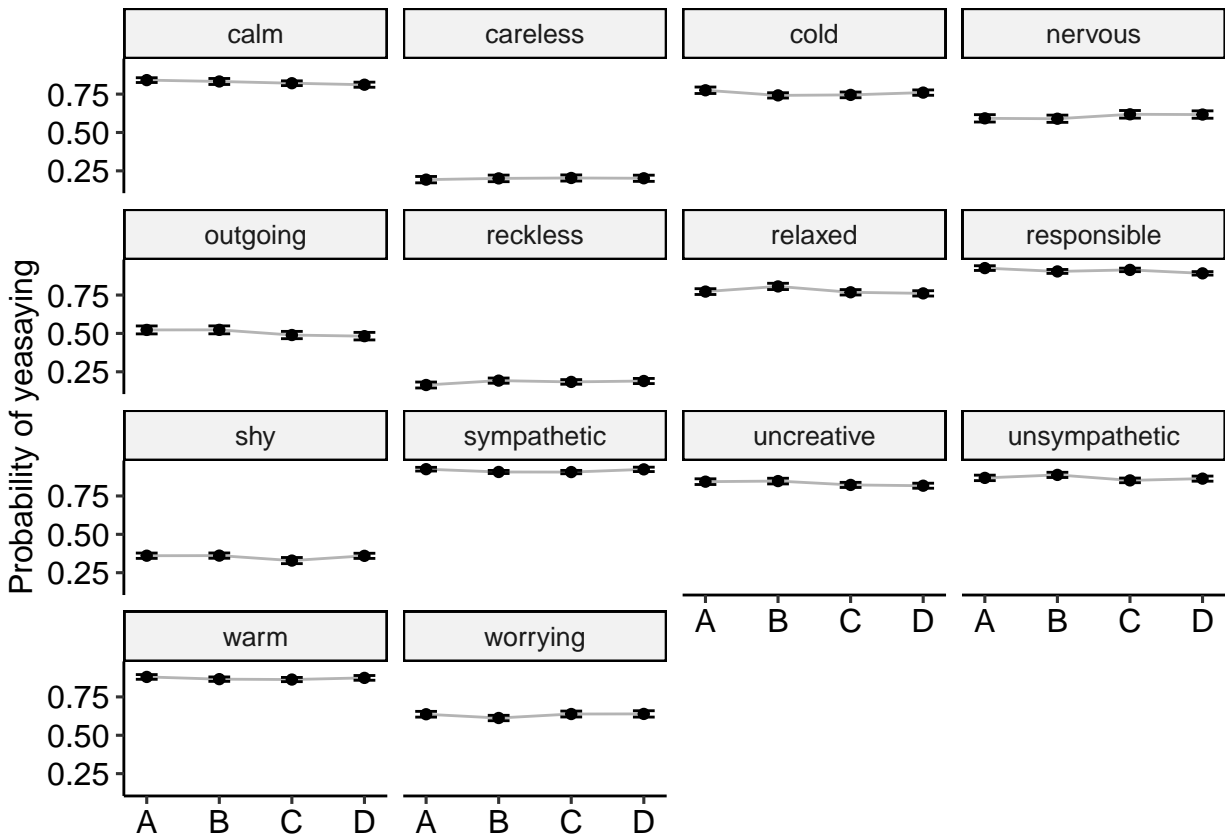 Probability of yeasaying
calm careless cold nervous
0.75
0.50
0.25
outgoing reckless relaxed responsible
0.75
0.50
0.25
shy sympathetic uncreative unsympathetic
0.75
0.50
0.25
A B C D A B C D
warm worrying
0.75
0.50
0.25
A B C D A B C D